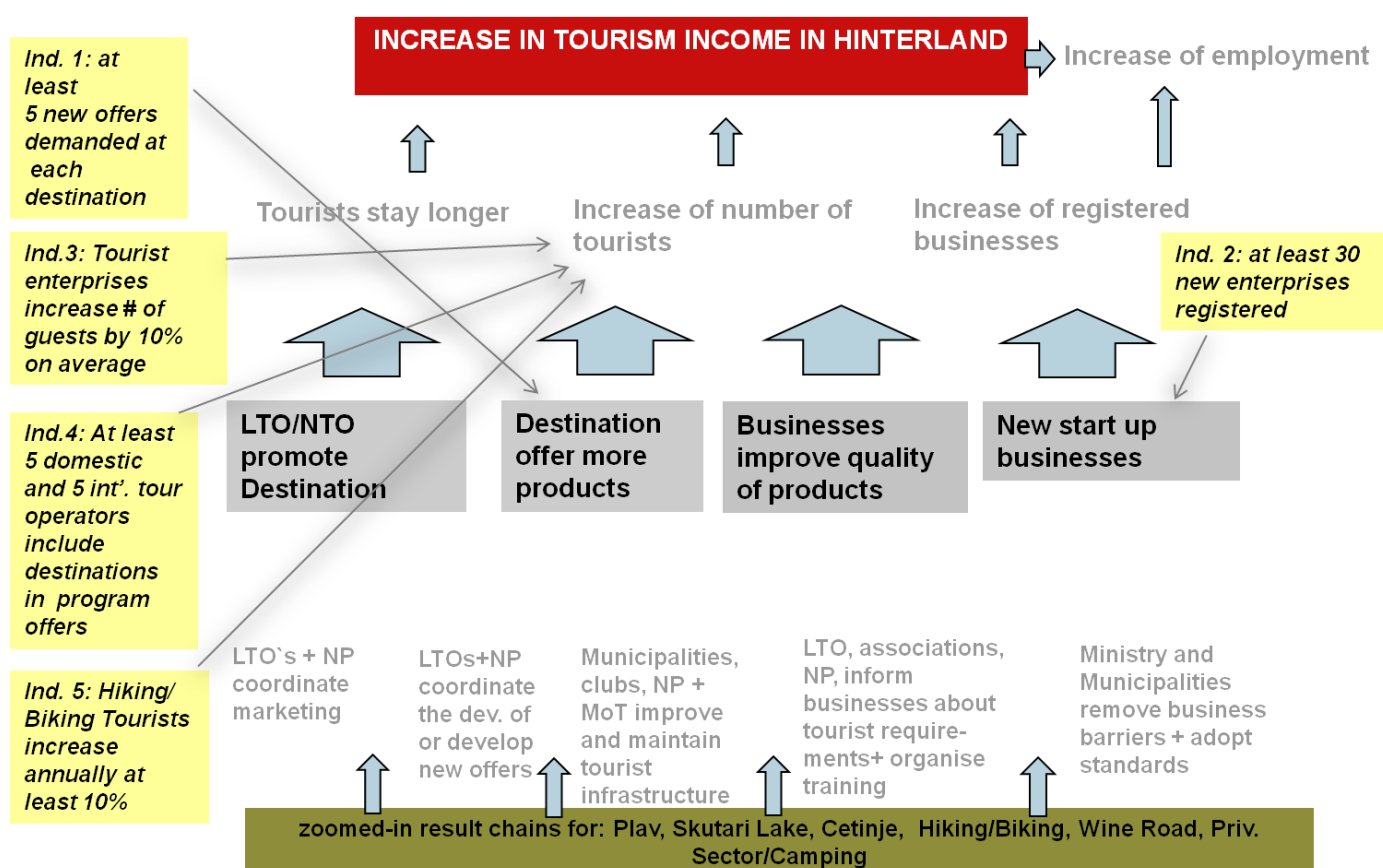 INCREASE IN TOURISM INCOME IN HINTERLAND
Increase of employment
Ind. 1: at
least
5 new offers
demanded at
each
destination
Tourists stay longer
Increase of number of
tourists
Increase of registered
businesses
Ind.3: Tourist
enterprises
increase # of
guests by 10%
on average
Ind. 2: at least 30
new enterprises
registered
LTO/NTO
promote
Destination
Destination
offer more
products
Businesses
improve quality
of products
New start up
businesses
Ind.4: At least
5 domestic
and 5 int’. tour
operators
include
destinations
in program
offers
Ind. 5: Hiking/
Biking Tourists
increase
annually at
least 10%
LTO`s + NP
coordinate
marketing
LTOs+NP
coordinate
the dev. of
or develop
new offers
Municipalities,
clubs, NP +
MoT improve
and maintain
tourist
infrastructure
LTO, associations,
NP, inform
businesses about
tourist require-
ments+ organise
training
Ministry and
Municipalities
remove business
barriers + adopt
standards
zoomed-in result chains for: Plav, Skutari Lake, Cetinje, Hiking/Biking, Wine Road, Priv.
Sector/Camping